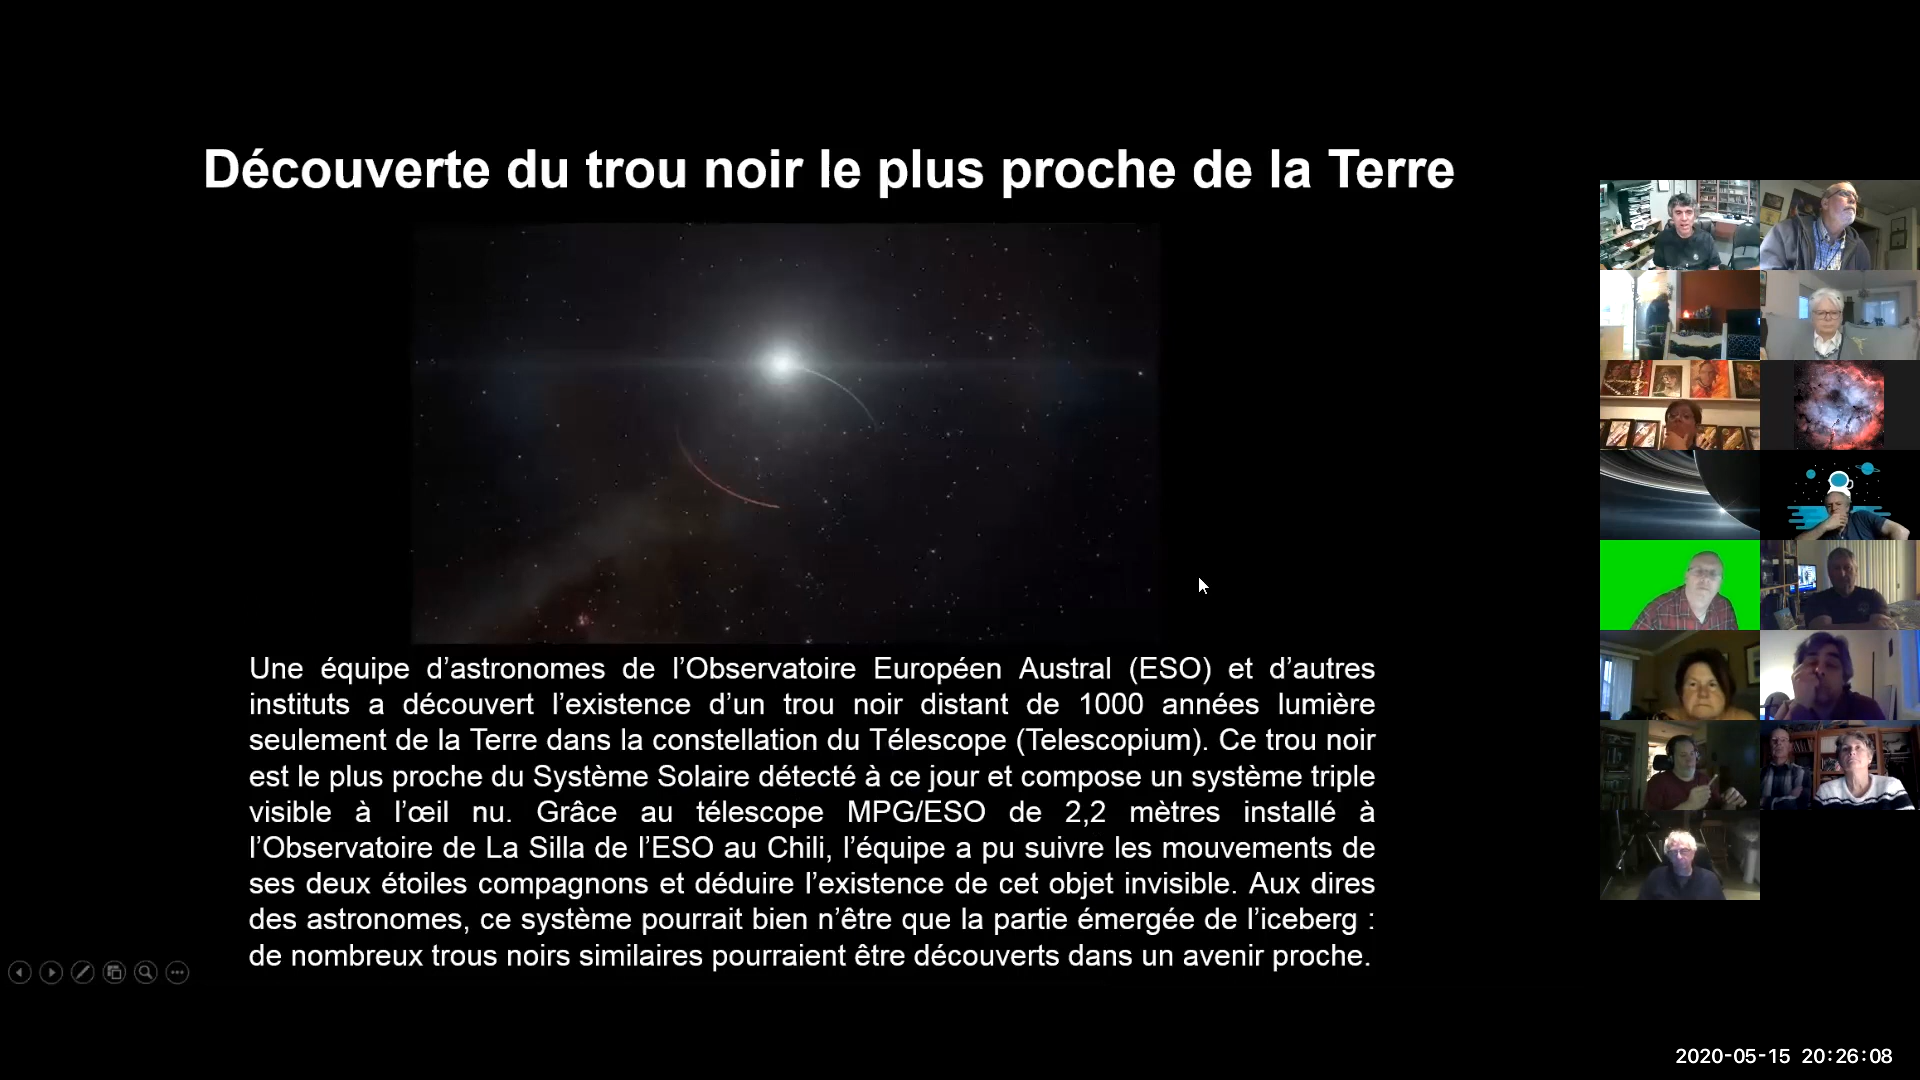 Découverte du trou noir le plus proche de la Terre
Une équipe d’astronomes de l’Observatoire Européen Austral (ESO) et d’autres
instituts a découvert l’existence d’un trou noir distant de 1000 années lumière
seulement de la Terre dans la constellation du Télescope (Telescopium). Ce trou noir
est le plus proche du Système Solaire détecté à ce jour et compose un système triple
visible à l’œil nu. Grâce au télescope MPG/ESO de 2,2 mètres installé à
l’Observatoire de La Silla de l’ESO au Chili, l’équipe a pu suivre les mouvements de
ses deux étoiles compagnons et déduire l’existence de cet objet invisible. Aux dires
des astronomes, ce système pourrait bien n’être que la partie émergée de l’iceberg :
de nombreux trous noirs similaires pourraient être découverts dans un avenir proche.
2020-05-15 20:26:08